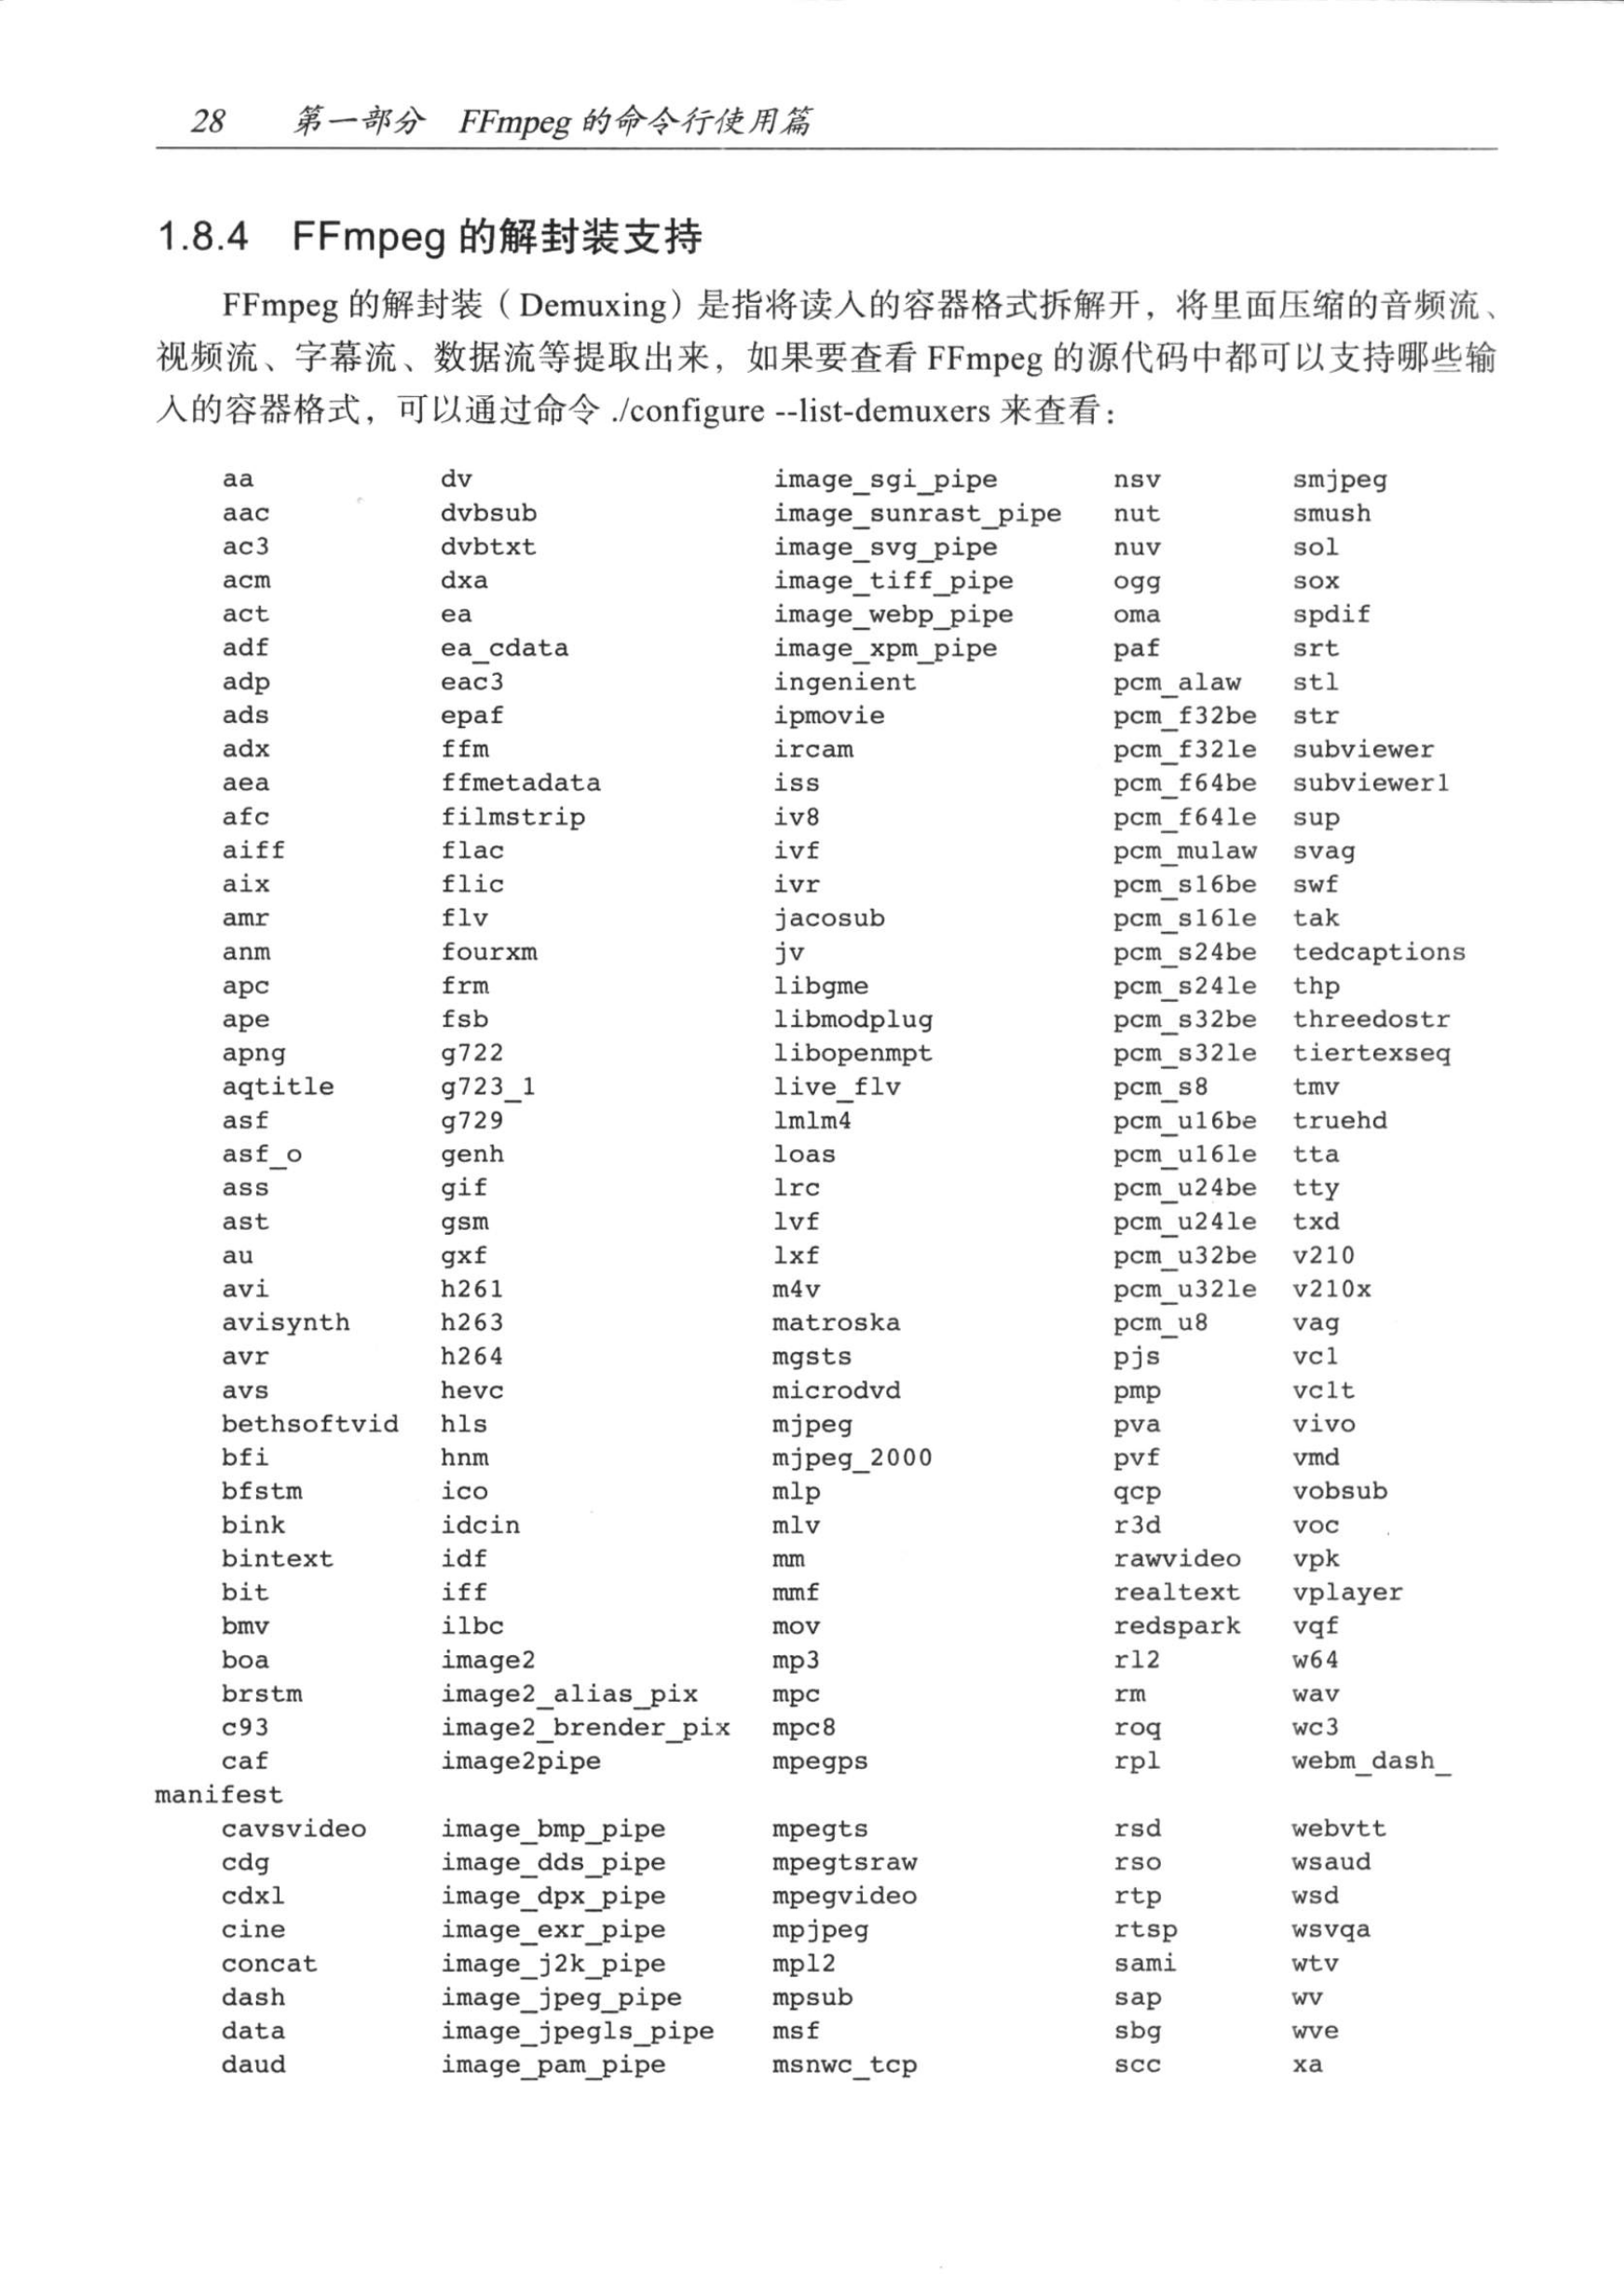 28 第一部分 FFmpeg 的命令行使用篇
1.8.4 FFmpeg 的解封装支持
FFmpeg 的解封装（Demuxing）是指将读入的容器格式拆解开，将里面压缩的音频流、
视频流、字幕流、数据流等提取出来，如果要查看 FFmpeg 的源代码中都可以支持哪些输
入的容器格式，可以通过命令 ./configure --list-demuxers 来查看：
aa dv image_sgi_pipe nsv smjpeg
aac dvbsub image_sunrast_pipe nut smush
ac3 dvbtxt image_svg_pipe nuv sol
acm dxa image_tiff_pipe ogg sox
act ea image_webp_pipe oma spdif
adf ea_cdata image_xpm_pipe paf srt
adp eac3 ingenient pcm_alaw stl
ads epaf ipmovie pcm_f32be str
adx ffm ircam pcm_f32le subviewer
aea ffmetadata iss pcm_f64be subviewer1
afc filmstrip iv8 pcm_f64le sup
aiff flac ivf pcm_mulaw svag
aix flic ivr pcm_s16be swf
amr flv jacosub pcm_s16le tak
anm fourxm jv pcm_s24be tedcaptions
apc frm libgme pcm_s24le thp
ape fsb libmodplug pcm_s32be threedostr
apng g722 libopenmpt pcm_s32le tiertexseq
aqtitle g723_1 live_flv pcm_s8 tmv
asf g729 lmlm4 pcm_u16be truehd
asf_o genh loas pcm_u16le tta
ass gif lrc pcm_u24be tty
ast gsm lvf pcm_u24le txd
au gxf lxf pcm_u32be v210
avi h261 m4v pcm_u32le v210x
avisynth h263 matroska pcm_u8 vag
avr h264 mgsts pjs vc1
avs hevc microdvd pmp vc1t
bethsoftvid hls mjpeg pva vivo
bfi hnm mjpeg_2000 pvf vmd
bfstm ico mlp qcp vobsub
bink idcin mlv r3d voc
bintext idf mm rawvideo vpk
bit iff mmf realtext vplayer
bmv ilbc mov redspark vqf
boa image2 mp3 rl2 w64
brstm image2_alias_pix mpc rm wav
c93 image2_brender_pix mpc8 roq wc3
caf image2pipe mpegps rpl webm_dash_
manifest
cavsvideo image_bmp_pipe mpegts rsd webvtt
cdg image_dds_pipe mpegtsraw rso wsaud
cdxl image_dpx_pipe mpegvideo rtp wsd
cine image_exr_pipe mpjpeg rtsp wsvqa
concat image_j2k_pipe mpl2 sami wtv
dash image_jpeg_pipe mpsub sap wv
data image_jpegls_pipe msf sbg wve
daud image_pam_pipe msnwc_tcp scc xa